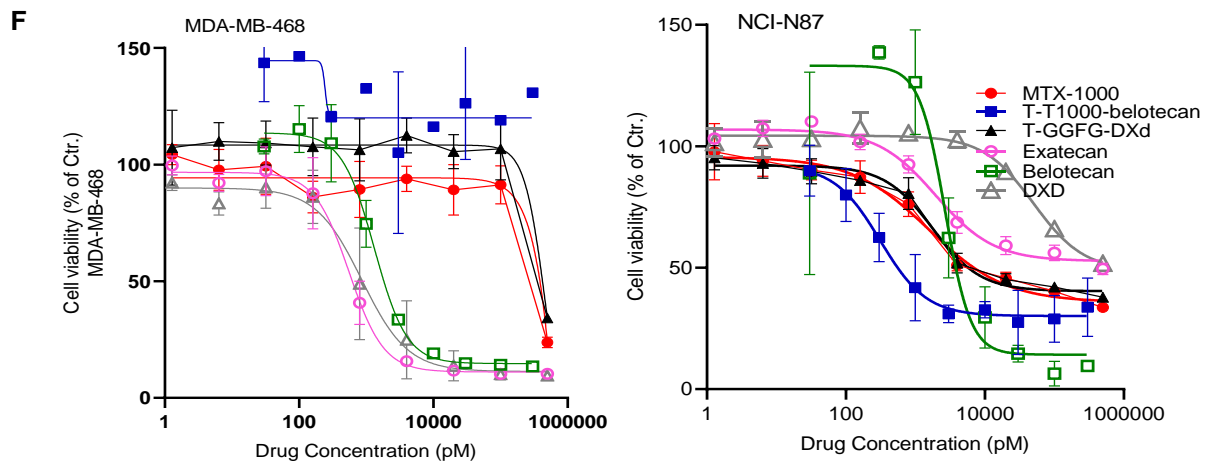 F
MDA-MB-468
150
100
50
0
Cell viability (% of Ctr.)
MDA-MB-468
1
100
10000
1000000
Drug Concentration (pM)
NCI-N87
150
100
50
0
Cell viability (% of Ctr.)
1
100
10000
1000000
Drug Concentration (pM)
MTX-1000
T-T1000-belotecan
T-GGFG-DXd
Exatecan
Belotecan
DXD